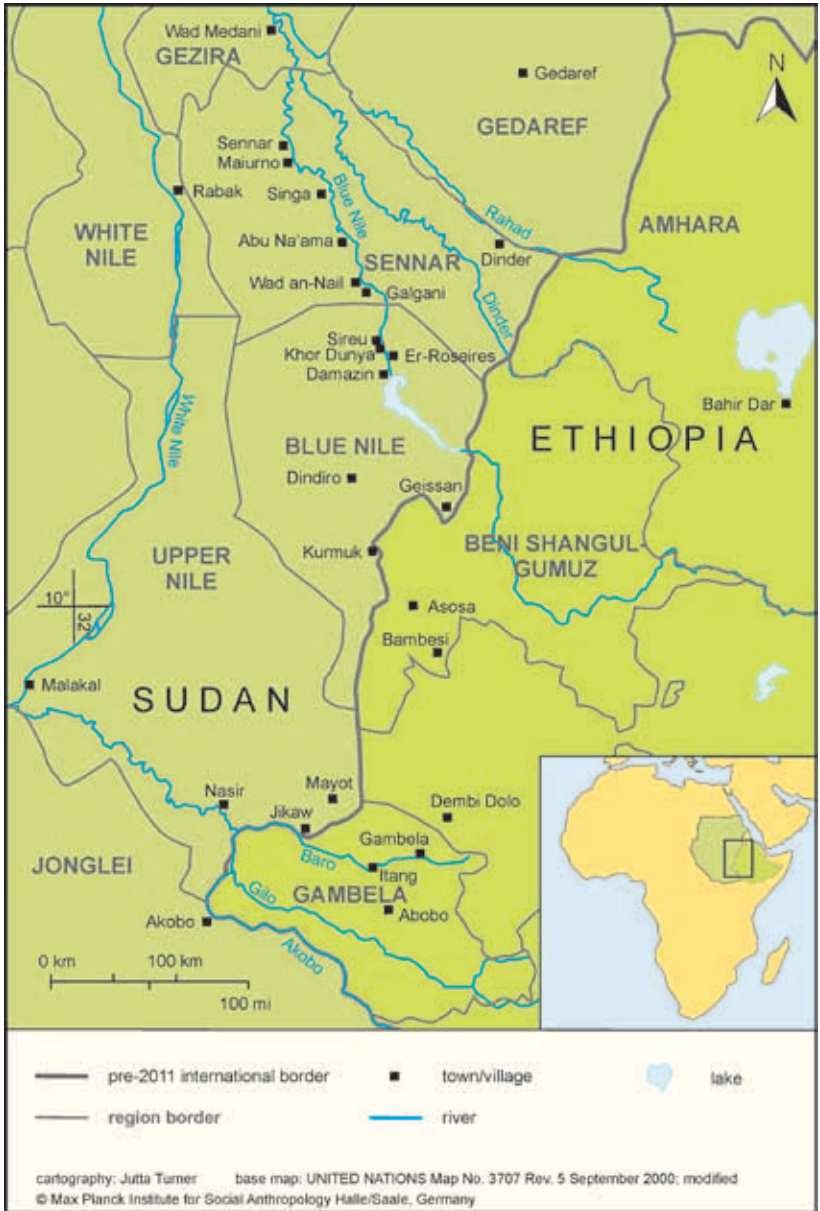 Wad Medani
GEZIRA
N
Gedaref
GEDAREF
Sennar
Maiurno
Blue Nile
Rabak
Singa
Rahad
WHITE
NILE
AMHARA
Abu Na'ama
SENNAR
Dinder
Wad an-Nail
Galgani
Dinder
Sireu
Khor Dunya
Er-Roseires
Damazin
White Nile
Bahir Dar
ETHIOPIA
BLUE NILE
Dindiro
Geissan
UPPER
NILE
Kurmuk
BENI SHANGUL-
GUMUZ
10°
32
Asosa
Bambesi
Malakal
SUDAN
Nasir
Mayot
Dembi Dolo
Jikaw
Gambela
Baro
Itang
JONGLEI
GAMBELA
Gilo
Abobo
Akobo
Akobo
0 km 100 km
100 mi
pre-2011 international border
town/village
lake
region border
river
cartography: Jutta Turner base map: UNITED NATIONS Map No. 3707 Rev. 5 September 2000; modified
© Max Planck Institute for Social Anthropology Halle/Saale, Germany